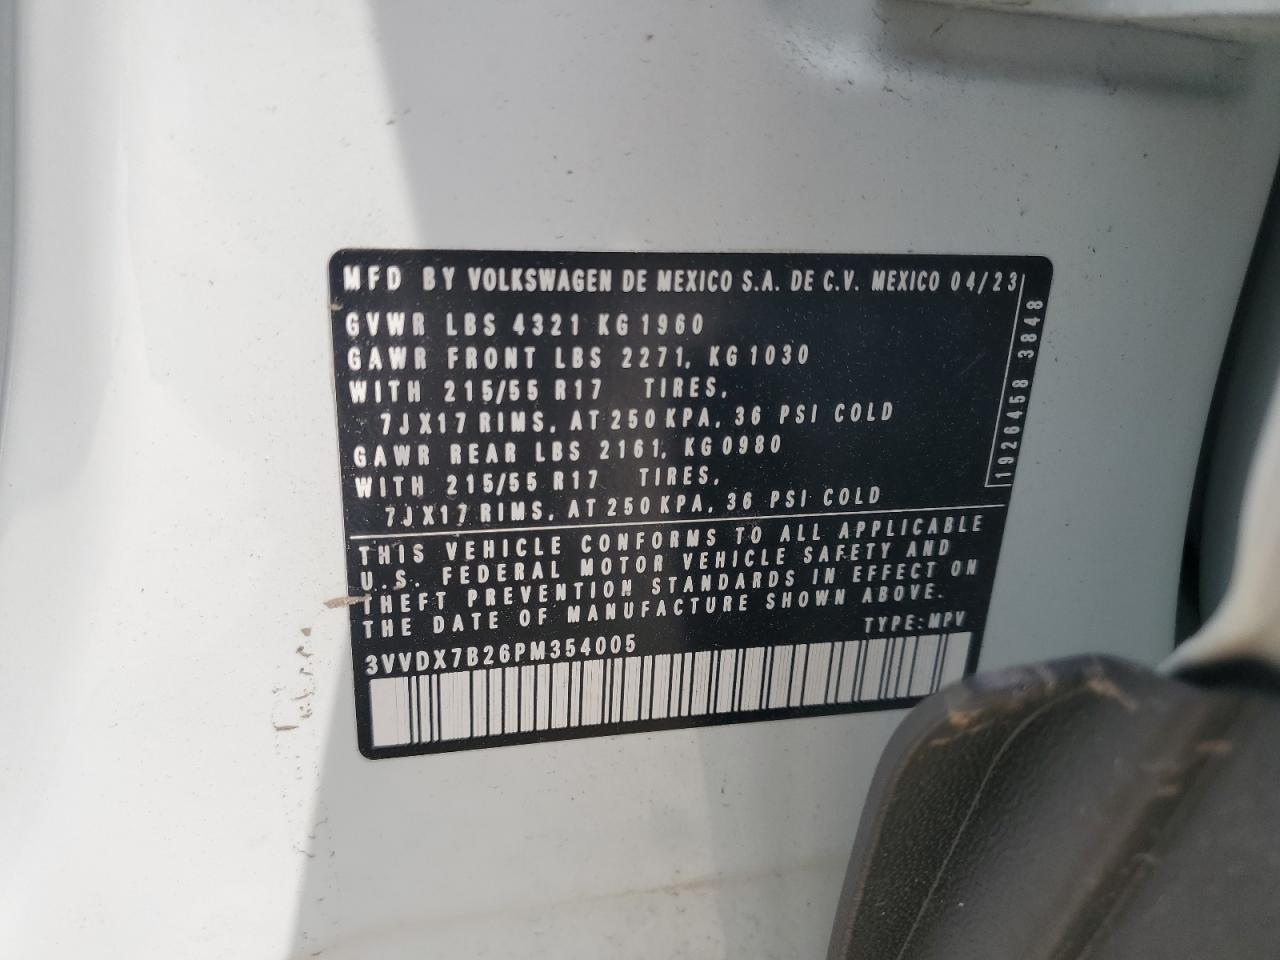 MFD BY VOLKSWAGEN DE MEXICO S.A. DE C.V. MEXICO 04/23
GVWR LBS 4321 KG 1960
GAWR FRONT LBS 2271, KG 1030
WITH 215/55 R17 TIRES,
7JX17 RIMS, AT 250 KPA, 36 PSI COLD
GAWR REAR LBS 2161, KG 0980
WITH 215/55 R17 TIRES,
7JX17 RIMS, AT 250 KPA, 36 PSI COLD
1926458 3848
THIS VEHICLE CONFORMS TO ALL APPLICABLE
U.S. FEDERAL MOTOR VEHICLE SAFETY AND
THEFT PREVENTION STANDARDS IN EFFECT ON
THE DATE OF MANUFACTURE SHOWN ABOVE.
3VVDX7B26PM354005 TYPE:MPV